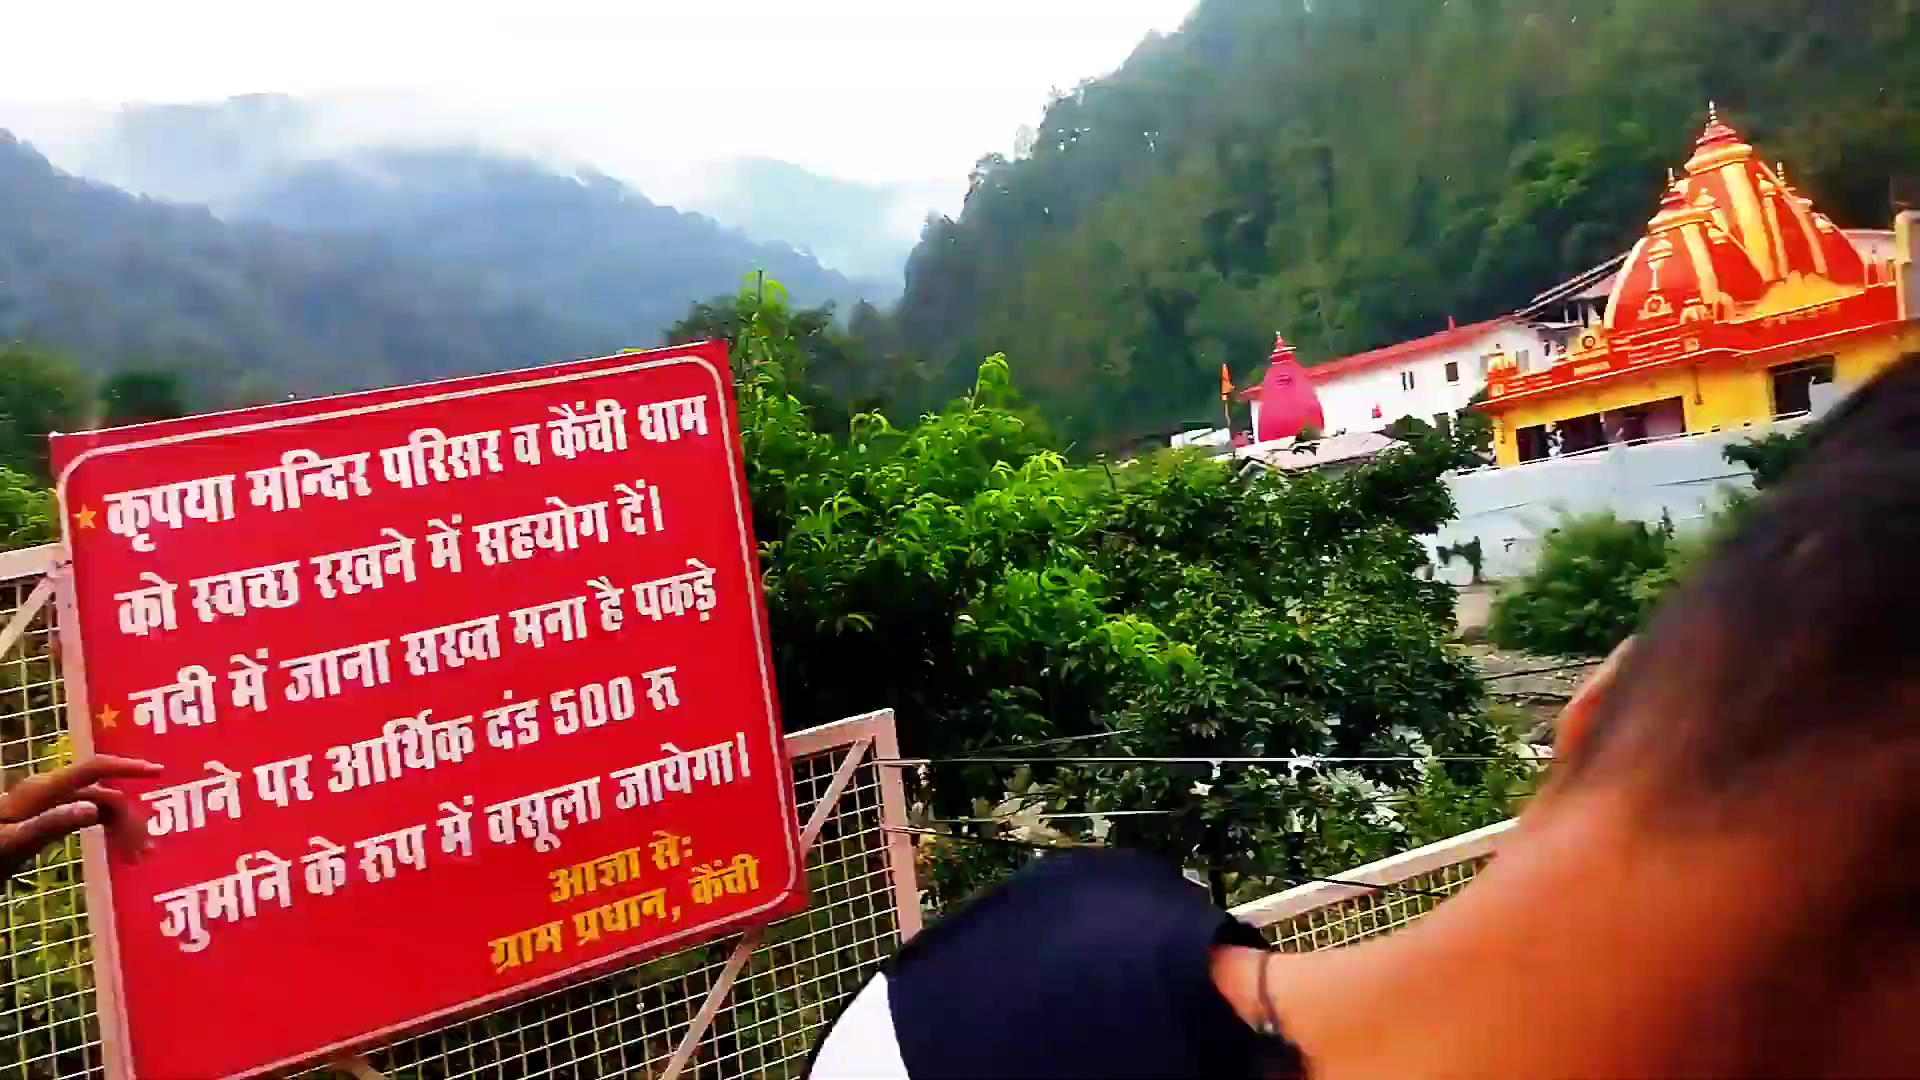 कृपया मन्दिर परिसर व कैंची धाम
को स्वच्छ रखने में सहयोग दें।
नदी में जाना सख्त मना है पकड़े
जाने पर आर्थिक दंड 500 रू
जुर्माने के रूप में वसूला जायेगा।
आज्ञा से:
ग्राम प्रधान, कैंची